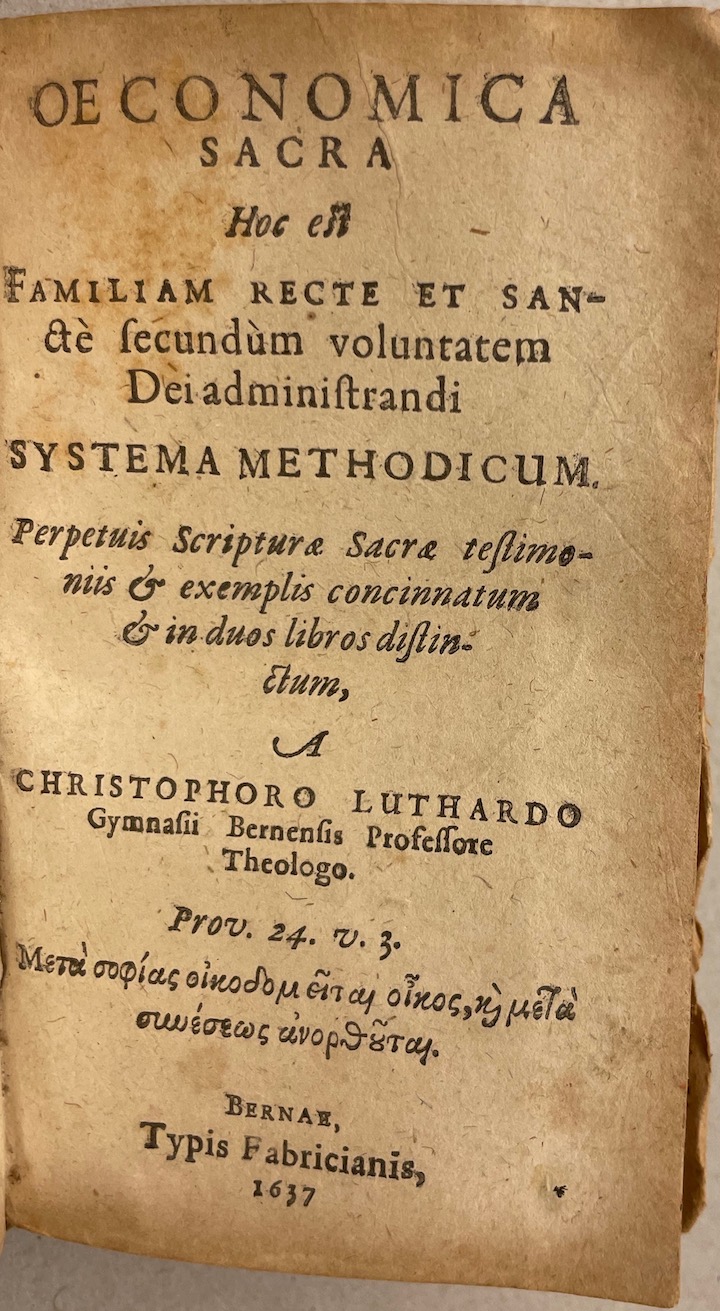 OECONOMICA
SACRA
Hoc eſt
FAMILIAM RECTE ET SAN-
ctè ſecundùm voluntatem
Dei adminiſtrandi
SYSTEMA METHODICUM.
Perpetuis Scripturæ Sacræ teſtimo-
niis & exemplis concinnatum
& in duos libros diſtin-
ctum,
A
CHRISTOPHORO LUTHARDO
Gymnaſii Bernenſis Profeſſore
Theologo.
Prov. 24. v. 3.
Μετὰ σοφίας οἰκοδομεῖται οἶκος, ϗ̀ μετὰ
συνέσεως ἀνορθοῦται.
BERNAE,
Typis Fabricianis,
1637